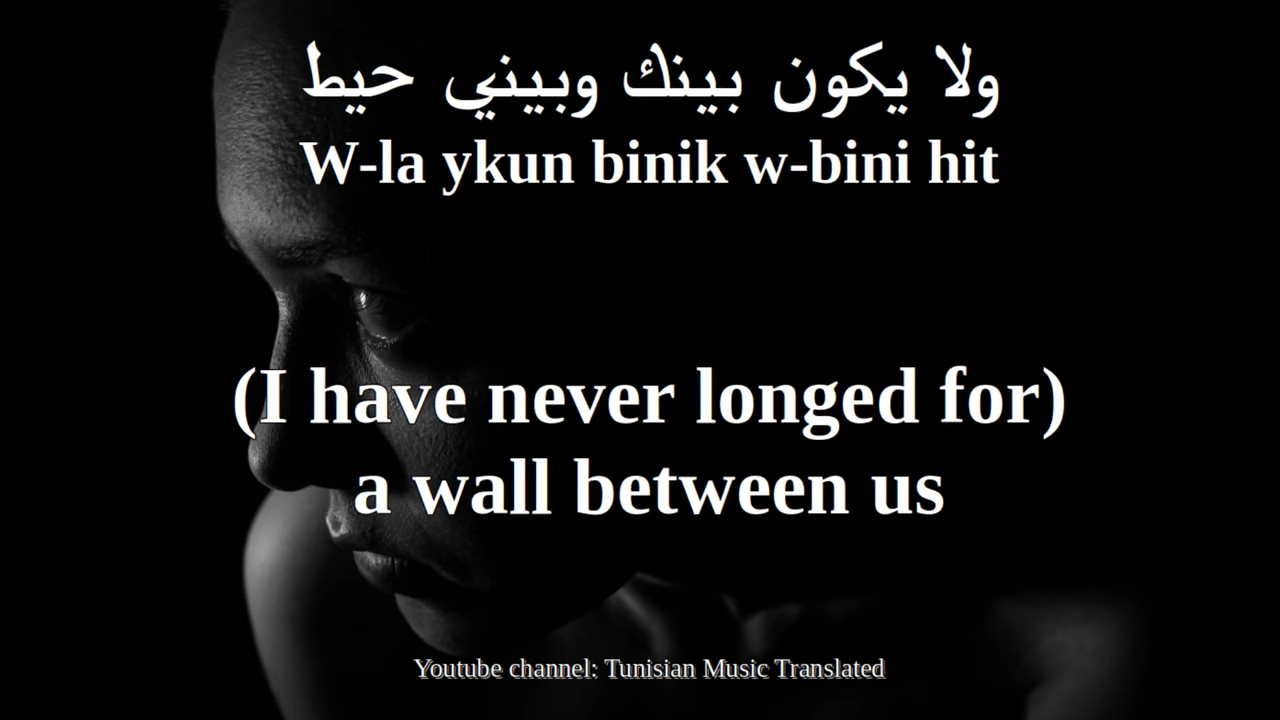 ولا يكون بينك وبيني حيط
W-la ykun binik w-bini hit
(I have never longed for)
a wall between us
Youtube channel: Tunisian Music Translated